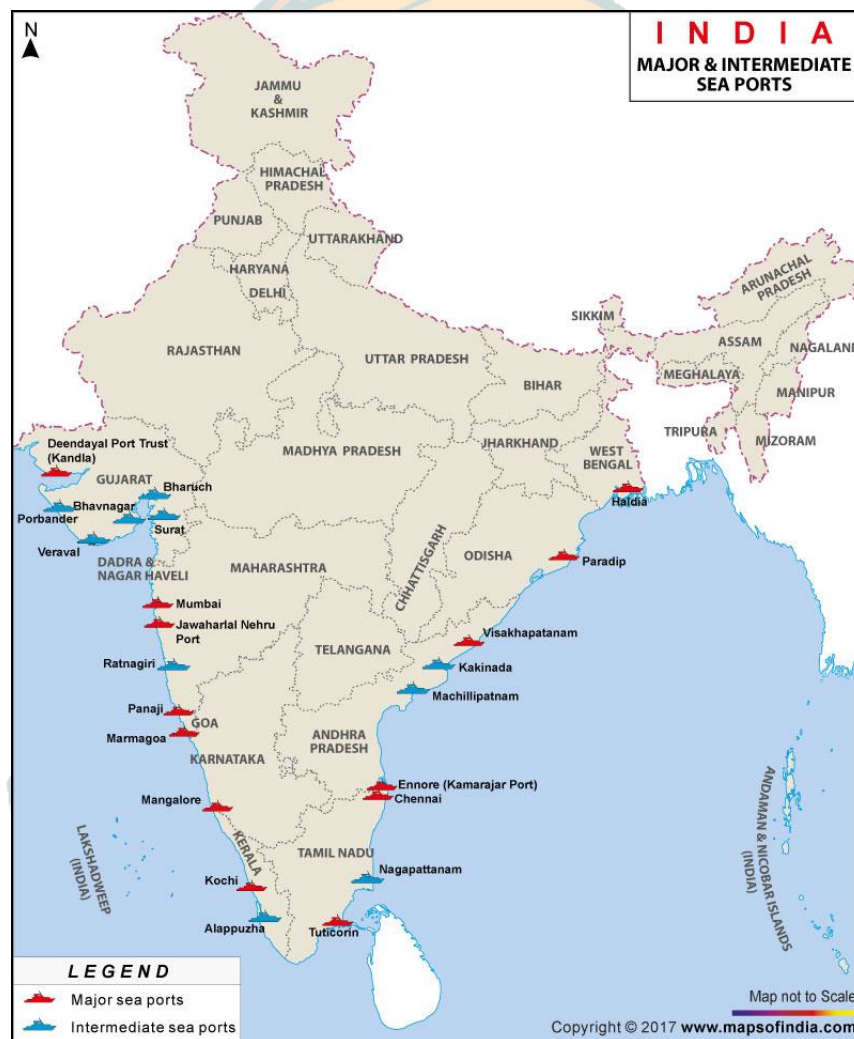 N
I N D I A
MAJOR & INTERMEDIATE
SEA PORTS
JAMMU
&
KASHMIR
HIMACHAL
PRADESH
PUNJAB
UTTARAKHAND
HARYANA
DELHI
ARUNACHAL
PRADESH
SIKKIM
RAJASTHAN
UTTAR PRADESH
ASSAM
NAGALAND
MEGHALAYA
BIHAR
MANIPUR
TRIPURA
MIZORAM
Deendayal Port Trust
(Kandla)
MADHYA PRADESH
JHARKHAND
WEST
BENGAL
GUJARAT
Bharuch
Haldia
Bhavnagar
Porbander
Surat
Veraval
DADRA &
NAGAR HAVELI
MAHARASHTRA
CHHATTISGARH
ODISHA
Paradip
Mumbai
Jawaharlal Nehru
Port
Visakhapatanam
TELANGANA
Ratnagiri
Kakinada
Machillipatnam
Panaji
GOA
Marmagoa
ANDHRA
PRADESH
KARNATAKA
Ennore (Kamarajar Port)
Chennai
Mangalore
LAKSHADWEEP
(INDIA)
KERALA
TAMIL NADU
Nagapattanam
ANDAMAN & NICOBAR ISLANDS
(INDIA)
Kochi
Alappuzha
Tuticorin
LEGEND
Major sea ports
Intermediate sea ports
Map not to Scale
Copyright © 2017 www.mapsofindia.com